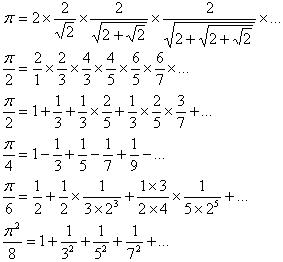 π = 2 × 2/√2 × 2/√(2+√2) × 2/√(2+√(2+√2)) × ...
π/2 = 2/1 × 2/3 × 4/3 × 4/5 × 6/5 × 6/7 × ...
π/2 = 1 + 1/3 + 1/3 × 2/5 + 1/3 × 2/5 × 3/7 + ...
π/4 = 1 − 1/3 + 1/5 − 1/7 + 1/9 − ...
π/6 = 1/2 + 1/2 × 1/(3×2³) + (1×3)/(2×4) × 1/(5×2⁵) + ...
π²/8 = 1 + 1/3² + 1/5² + 1/7² + ...